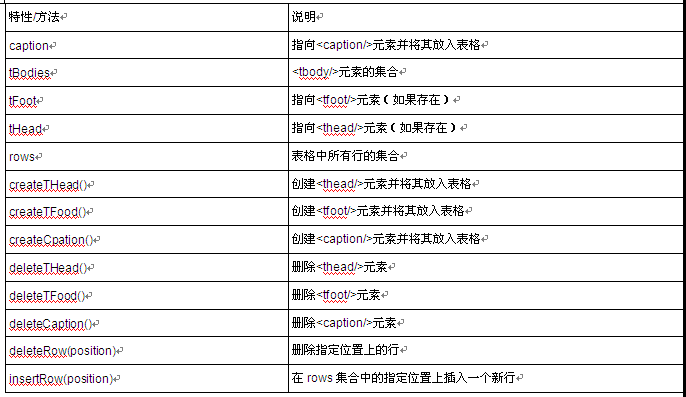 特性/方法 说明
caption 指向<caption/>元素并将其放入表格
tBodies <tbody/>元素的集合
tFoot 指向<tfoot/>元素（如果存在）
tHead 指向<thead/>元素（如果存在）
rows 表格中所有行的集合
createTHead() 创建<thead/>元素并将其放入表格
createTFood() 创建<tfoot/>元素并将其放入表格
createCpation() 创建<caption/>元素并将其放入表格
deleteTHead() 删除<thead/>元素
deleteTFood() 删除<tfoot/>元素
deleteCaption() 删除<caption/>元素
deleteRow(position) 删除指定位置上的行
insertRow(position) 在 rows 集合中的指定位置上插入一个新行